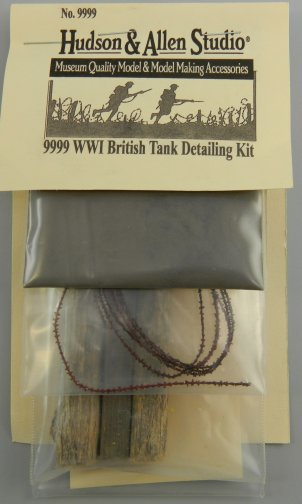 No. 9999
Hudson & Allen Studio®
Museum Quality Model & Model Making Accessories
9999 WWI British Tank Detailing Kit